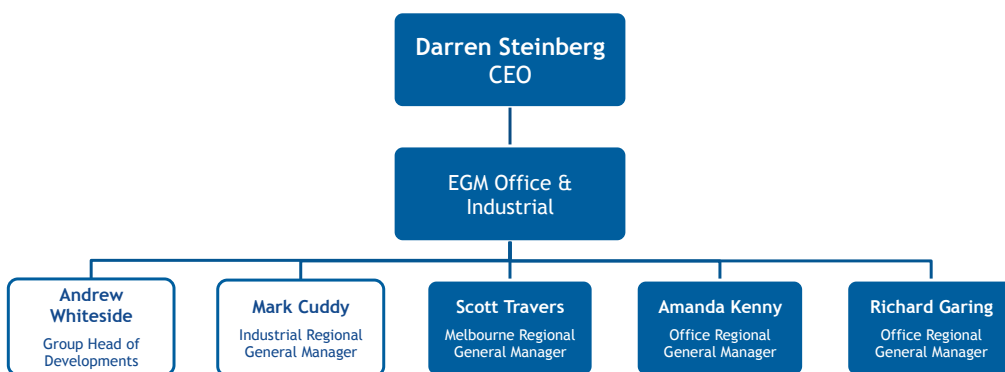 Darren Steinberg
CEO
EGM Office &
Industrial
Andrew
Whiteside
Group Head of
Developments
Mark Cuddy
Industrial Regional
General Manager
Scott Travers
Melbourne Regional
General Manager
Amanda Kenny
Office Regional
General Manager
Richard Garing
Office Regional
General Manager